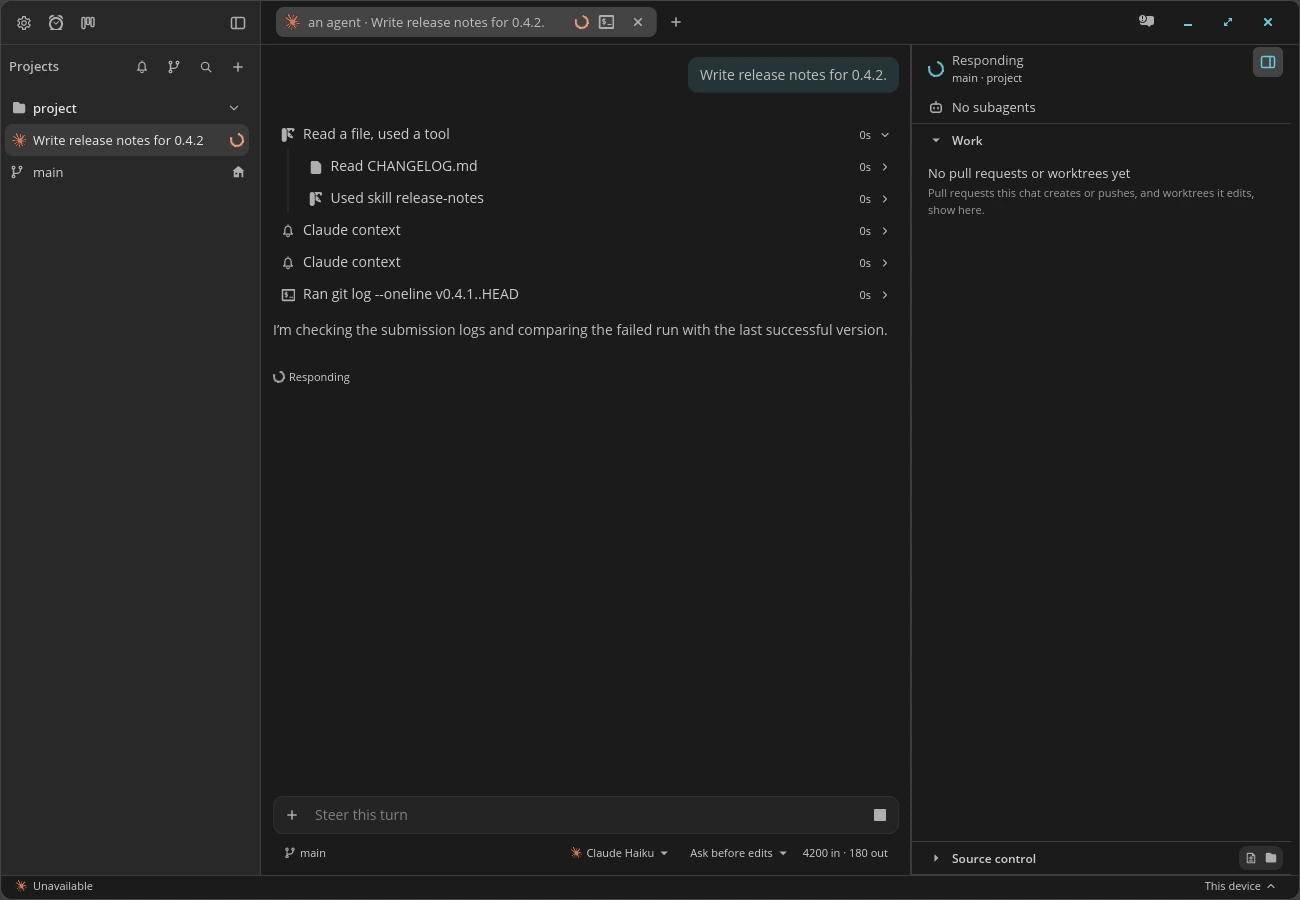 an agent · Write release notes for 0.4.2.
Projects
project
Write release notes for 0.4.2
main
Write release notes for 0.4.2.
Read a file, used a tool 0s
Read CHANGELOG.md 0s
Used skill release-notes 0s
Claude context 0s
Claude context 0s
Ran git log --oneline v0.4.1..HEAD 0s
I'm checking the submission logs and comparing the failed run with the last successful version.
Responding
Steer this turn
main Claude Haiku Ask before edits 4200 in · 180 out
Responding
main · project
No subagents
Work
No pull requests or worktrees yet
Pull requests this chat creates or pushes, and worktrees it edits,
show here.
Source control
Unavailable
This device